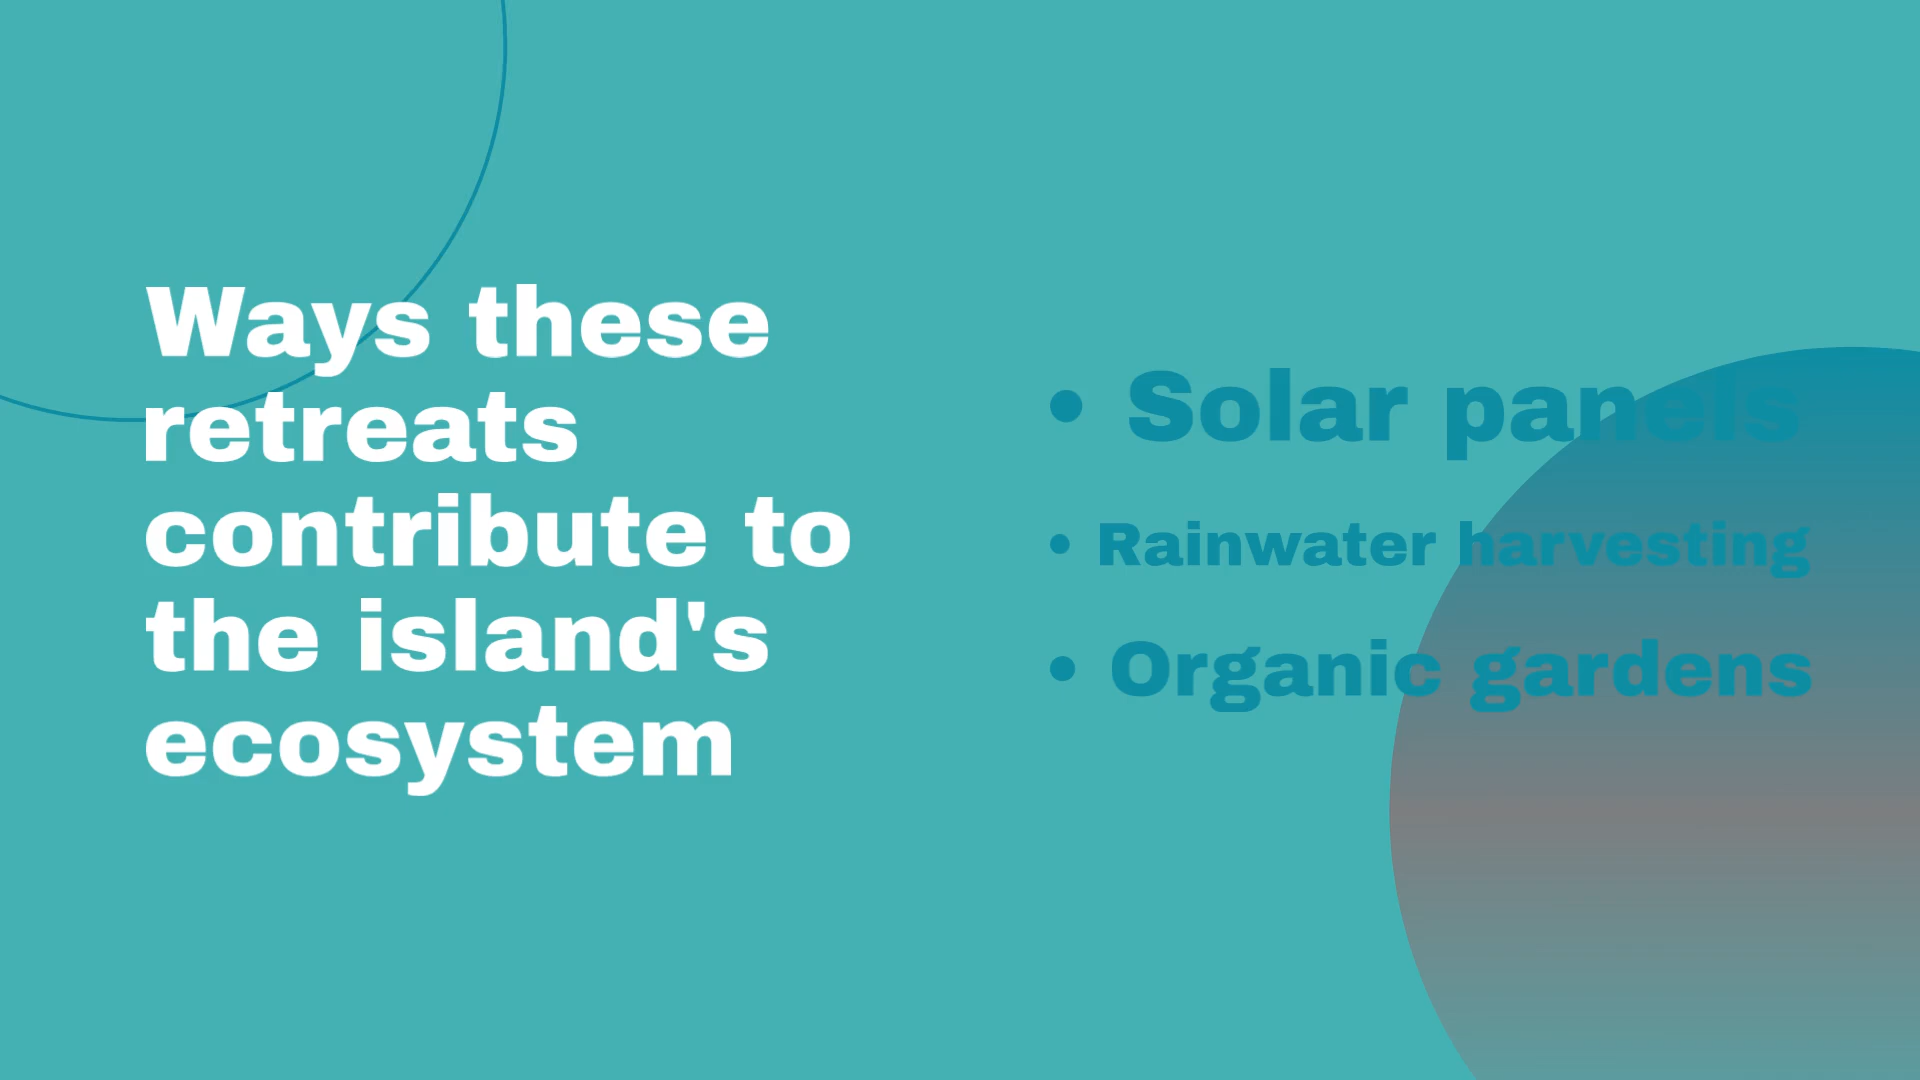 Ways these
retreats
contribute to
the island's
ecosystem
• Solar panels
• Rainwater harvesting
• Organic gardens